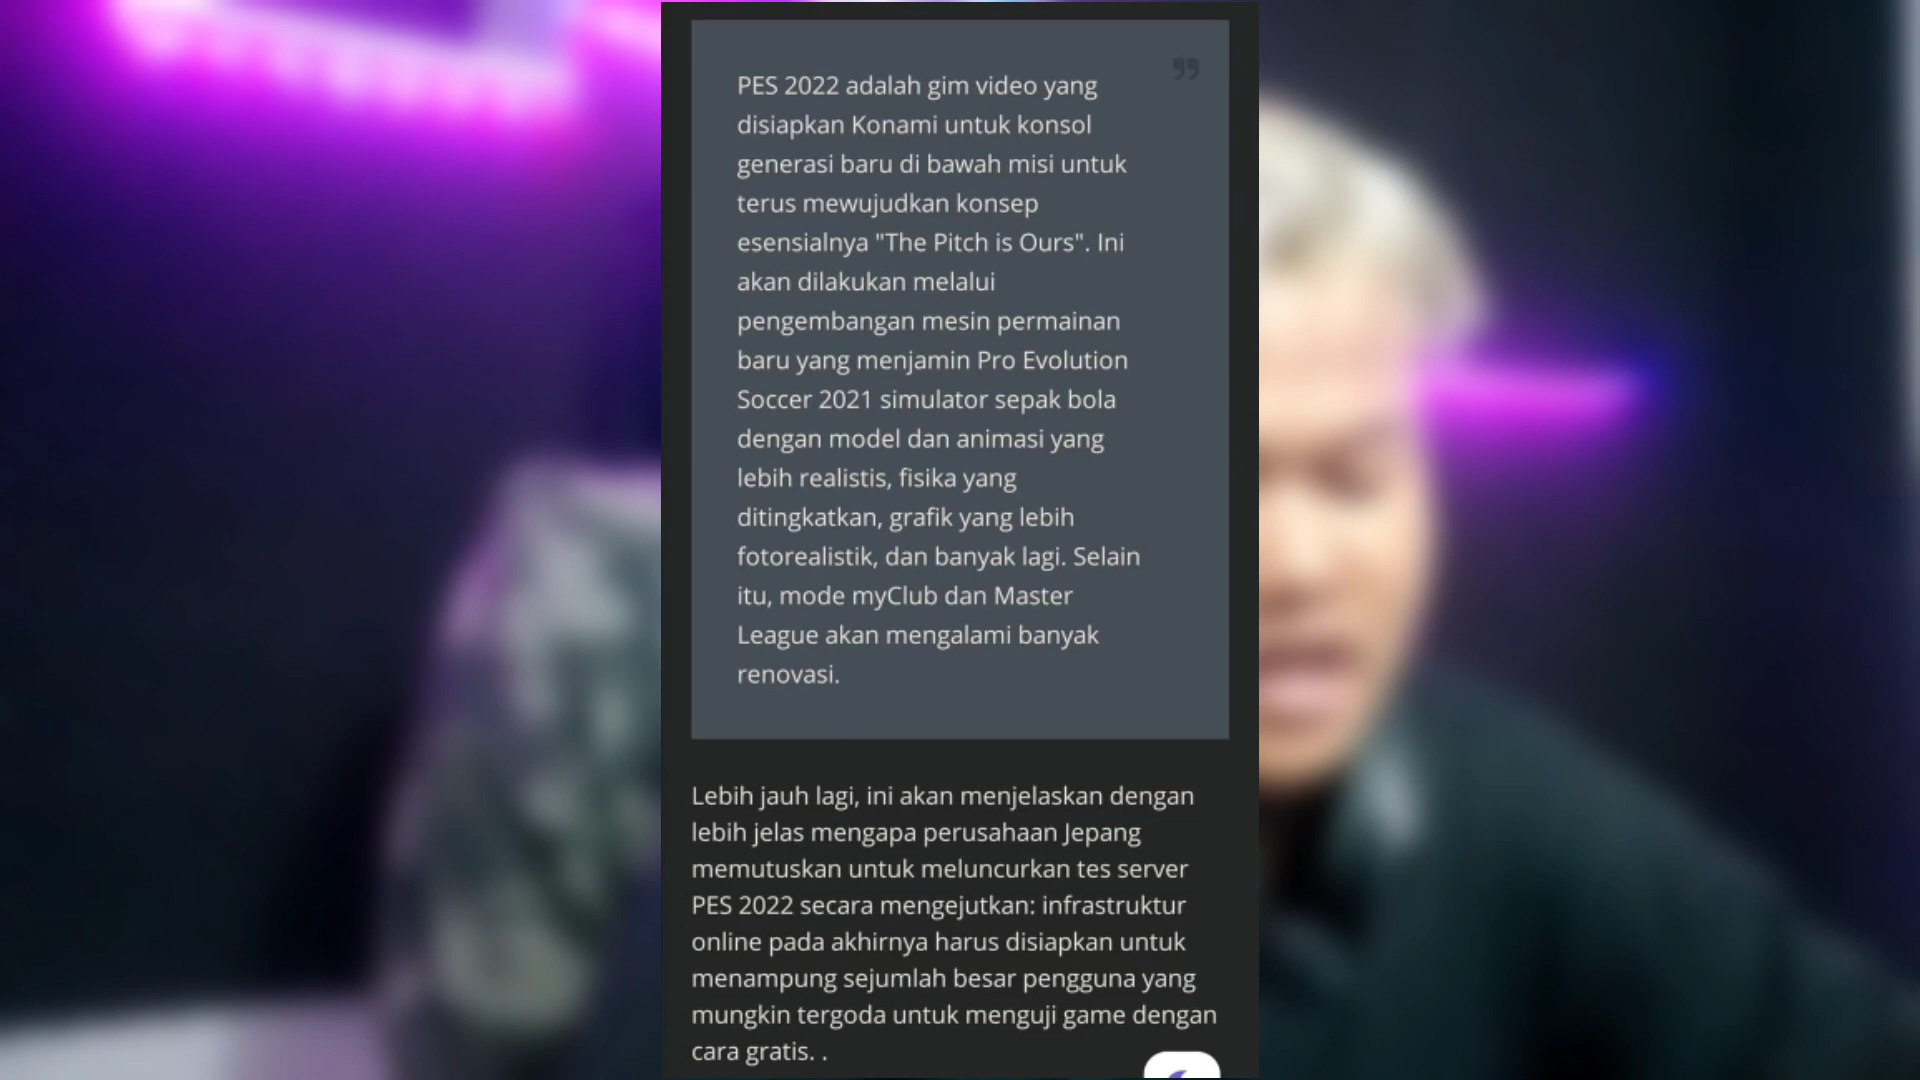 PES 2022 adalah gim video yang
disiapkan Konami untuk konsol
generasi baru di bawah misi untuk
terus mewujudkan konsep
esensialnya "The Pitch is Ours". Ini
akan dilakukan melalui
pengembangan mesin permainan
baru yang menjamin Pro Evolution
Soccer 2021 simulator sepak bola
dengan model dan animasi yang
lebih realistis, fisika yang
ditingkatkan, grafik yang lebih
fotorealistik, dan banyak lagi. Selain
itu, mode myClub dan Master
League akan mengalami banyak
renovasi.
Lebih jauh lagi, ini akan menjelaskan dengan
lebih jelas mengapa perusahaan Jepang
memutuskan untuk meluncurkan tes server
PES 2022 secara mengejutkan: infrastruktur
online pada akhirnya harus disiapkan untuk
menampung sejumlah besar pengguna yang
mungkin tergoda untuk menguji game dengan
cara gratis. .